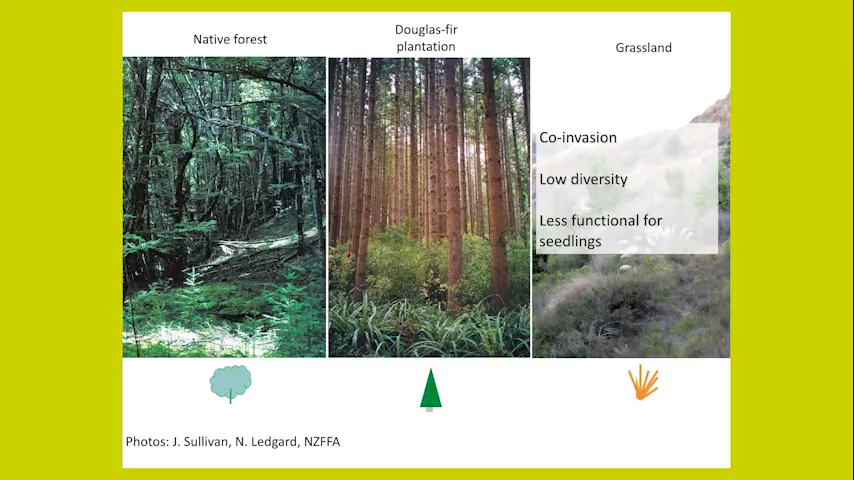 Native forest
Douglas-fir
plantation
Grassland
Co-invasion
Low diversity
Less functional for
seedlings
Photos: J. Sullivan, N. Ledgard, NZFFA